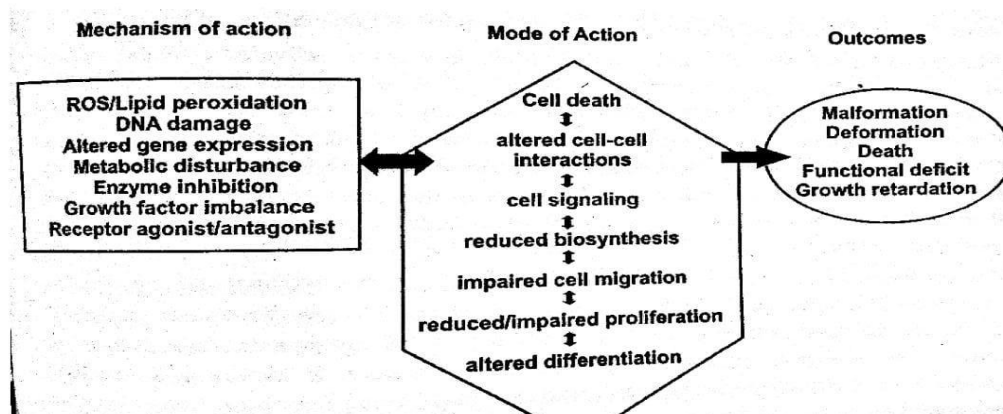 Mechanism of action
ROS/Lipid peroxidation
DNA damage
Altered gene expression
Metabolic disturbance
Enzyme inhibition
Growth factor imbalance
Receptor agonist/antagonist
Mode of Action
Cell death
altered cell-cell
interactions
cell signaling
reduced biosynthesis
impaired cell migration
reduced/impaired proliferation
altered differentiation
Outcomes
Malformation
Deformation
Death
Functional deficit
Growth retardation